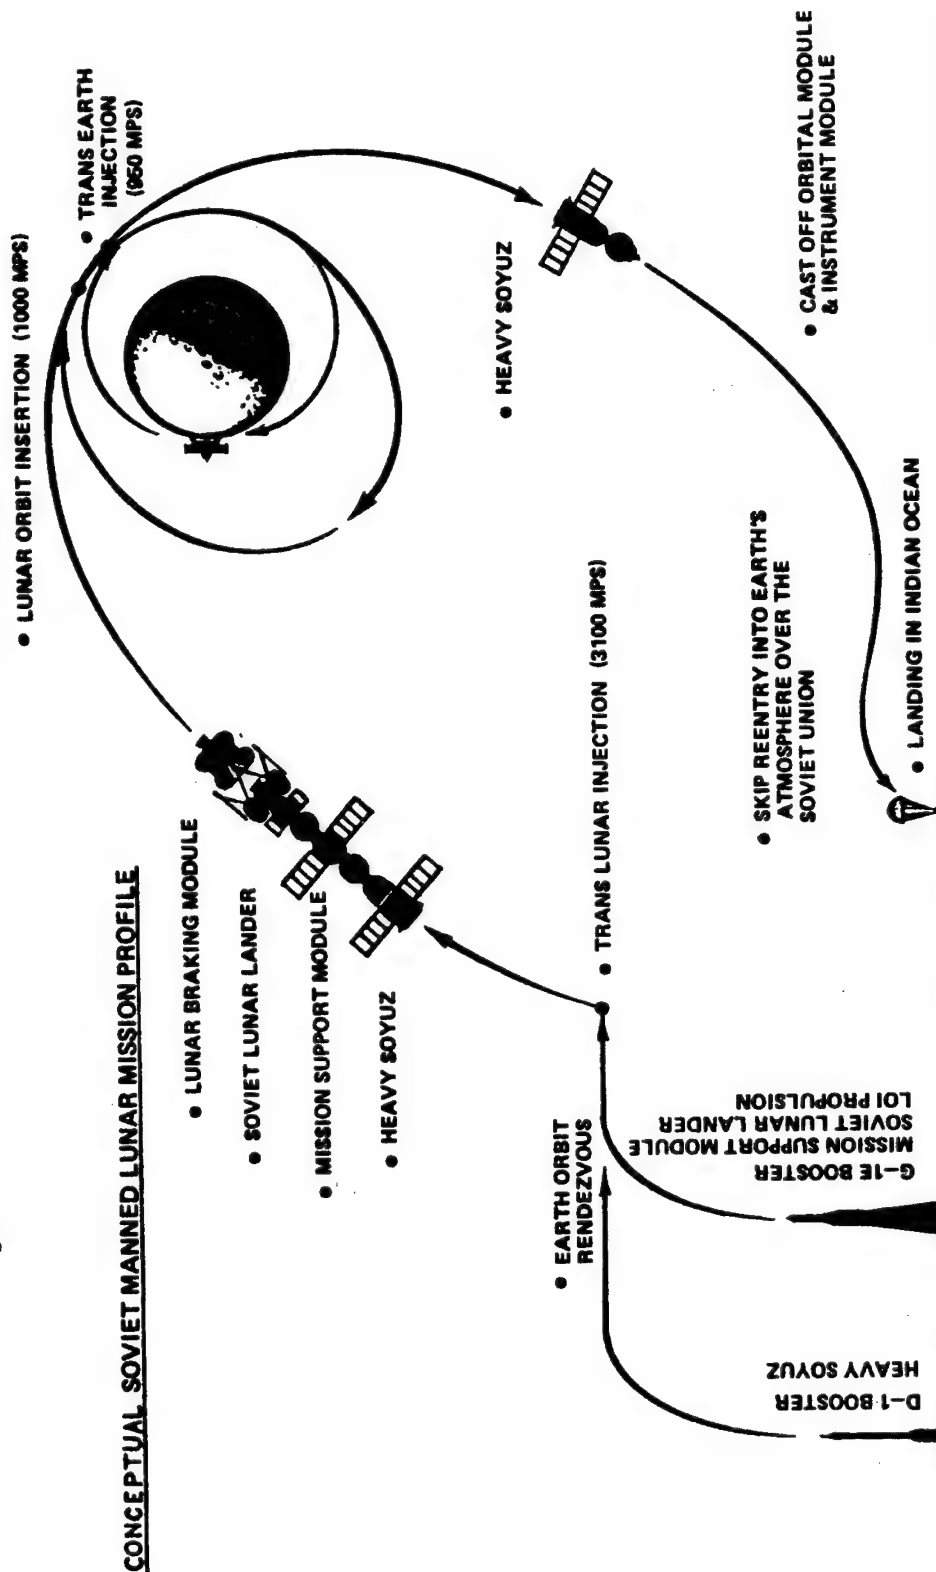 CONCEPTUAL SOVIET MANNED LUNAR MISSION PROFILE
• LUNAR ORBIT INSERTION (1000 MPS)
• TRANS EARTH
INJECTION
(950 MPS)
• LUNAR BRAKING MODULE
• SOVIET LUNAR LANDER
• MISSION SUPPORT MODULE
• HEAVY SOYUZ
• HEAVY SOYUZ
• EARTH ORBIT
RENDEZVOUS
• TRANS LUNAR INJECTION (3100 MPS)
• SKIP REENTRY INTO EARTH'S
ATMOSPHERE OVER THE
SOVIET UNION
• CAST OFF ORBITAL MODULE
& INSTRUMENT MODULE
• LANDING IN INDIAN OCEAN
D-1 BOOSTER
HEAVY SOYUZ
G-1E BOOSTER
MISSION SUPPORT MODULE
SOVIET LUNAR LANDER
LOI PROPULSION